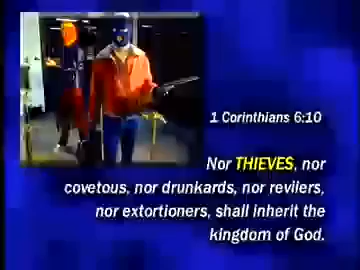 1 Corinthians 6:10
Nor THIEVES, nor
covetous, nor drunkards, nor revilers,
nor extortioners, shall inherit the
kingdom of God.